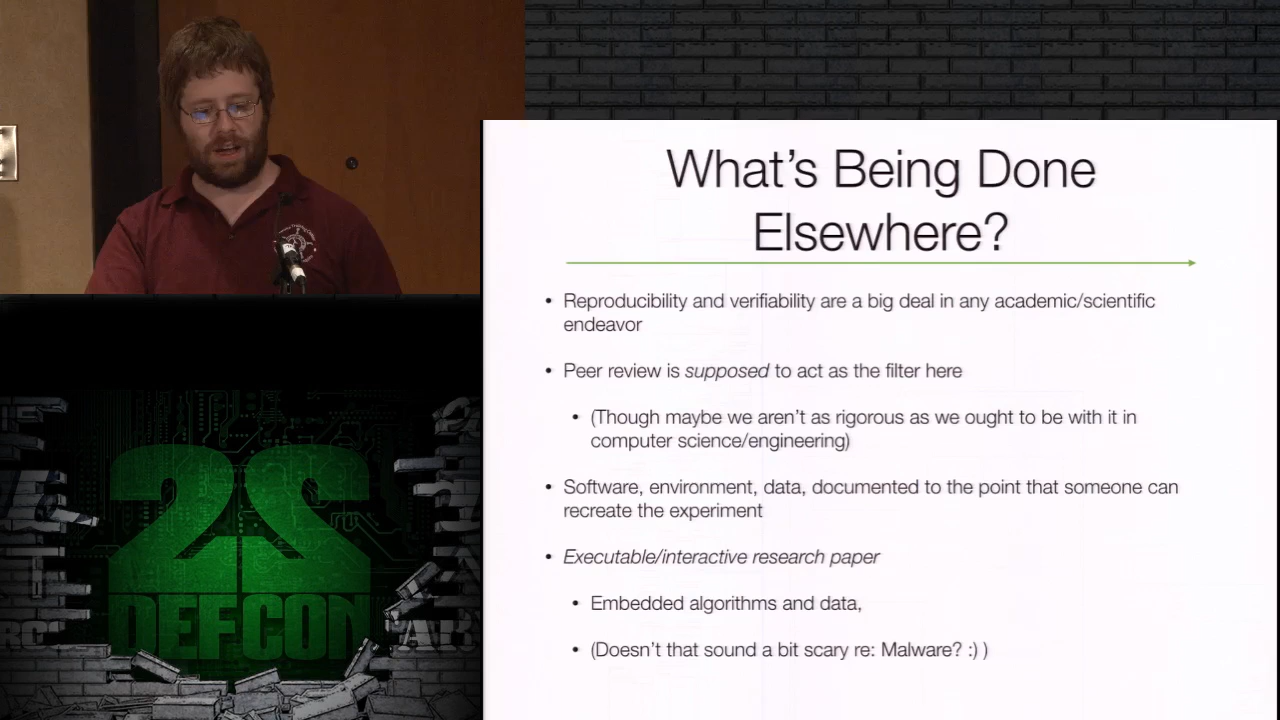 What's Being Done
Elsewhere?
• Reproducibility and verifiability are a big deal in any academic/scientific
endeavor
• Peer review is supposed to act as the filter here
• (Though maybe we aren't as rigorous as we ought to be with it in
computer science/engineering)
• Software, environment, data, documented to the point that someone can
recreate the experiment
• Executable/interactive research paper
• Embedded algorithms and data,
• (Doesn't that sound a bit scary re: Malware? :) )
22
DEFCON